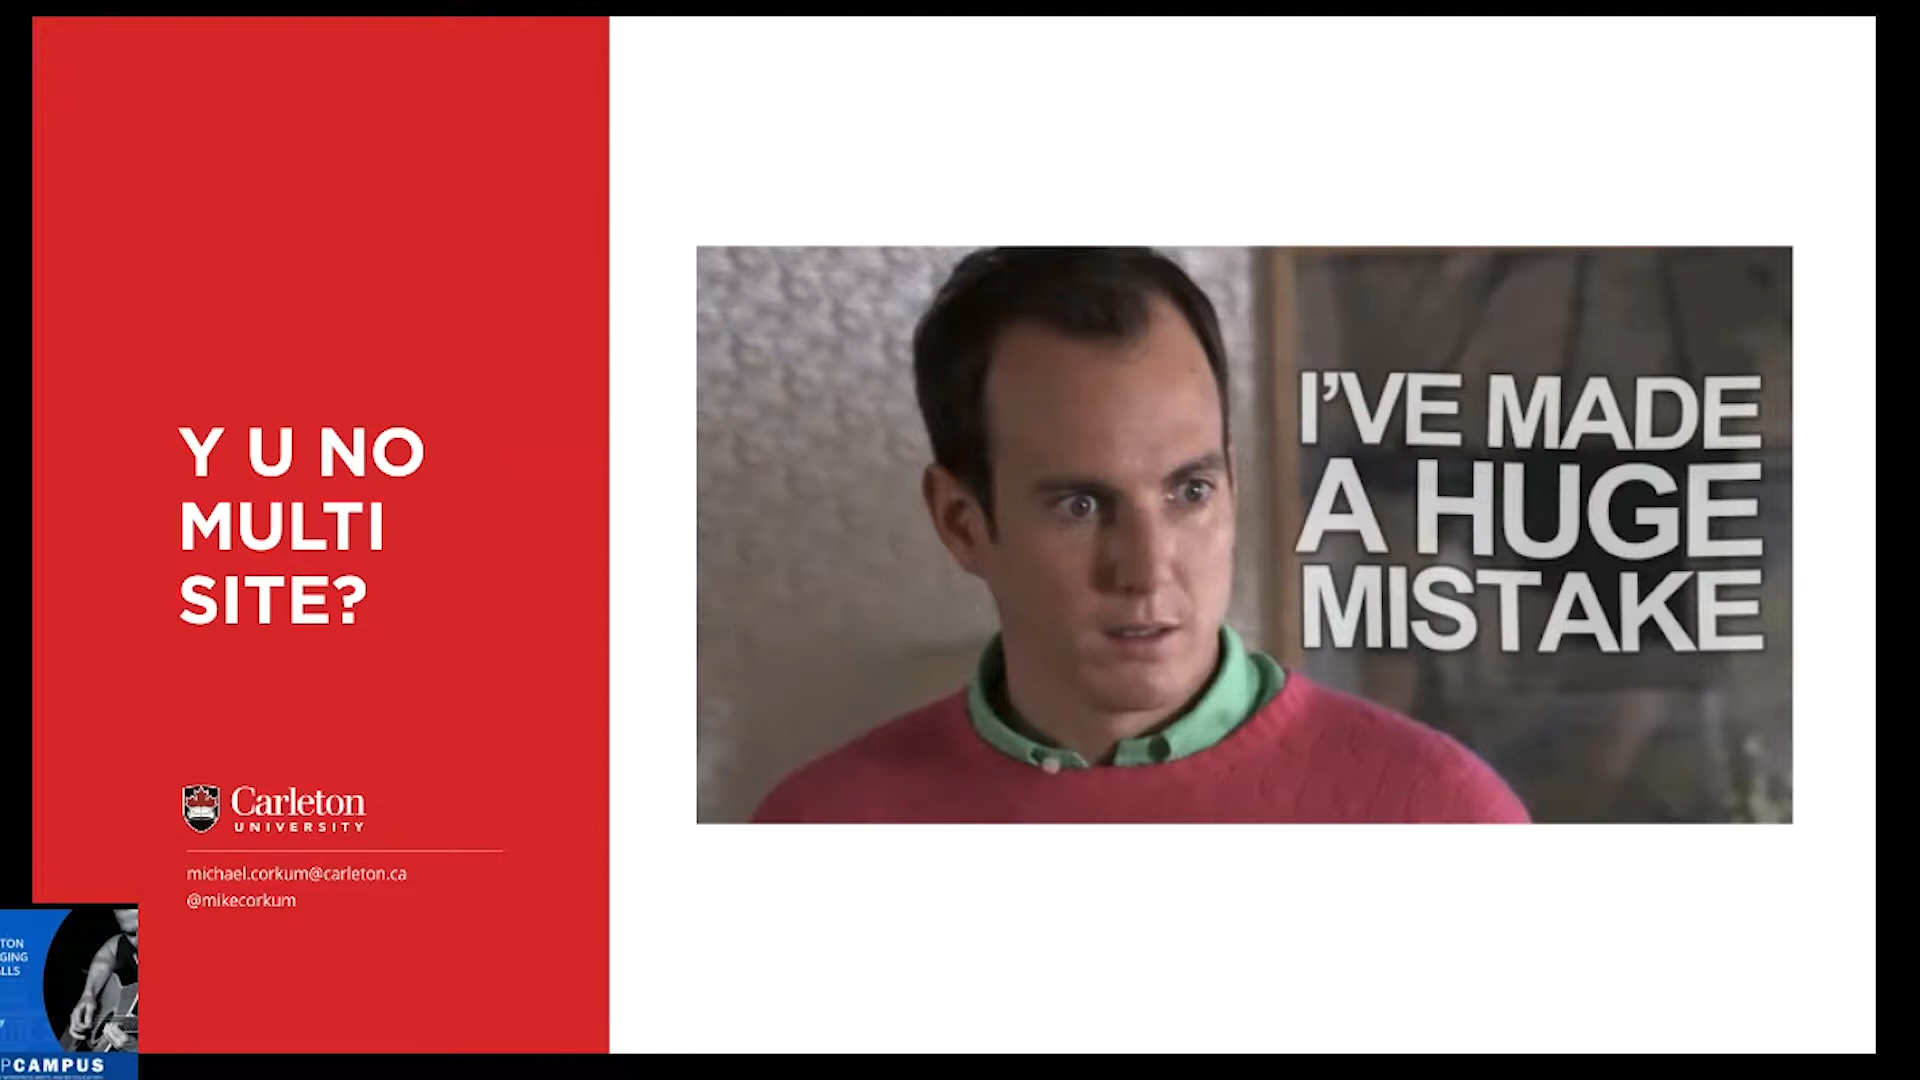 Y U NO
MULTI
SITE?
Carleton
UNIVERSITY
michael.corkum@carleton.ca
@mikecorkum
I'VE MADE
A HUGE
MISTAKE
TON
GING
LLS
PCAMPUS